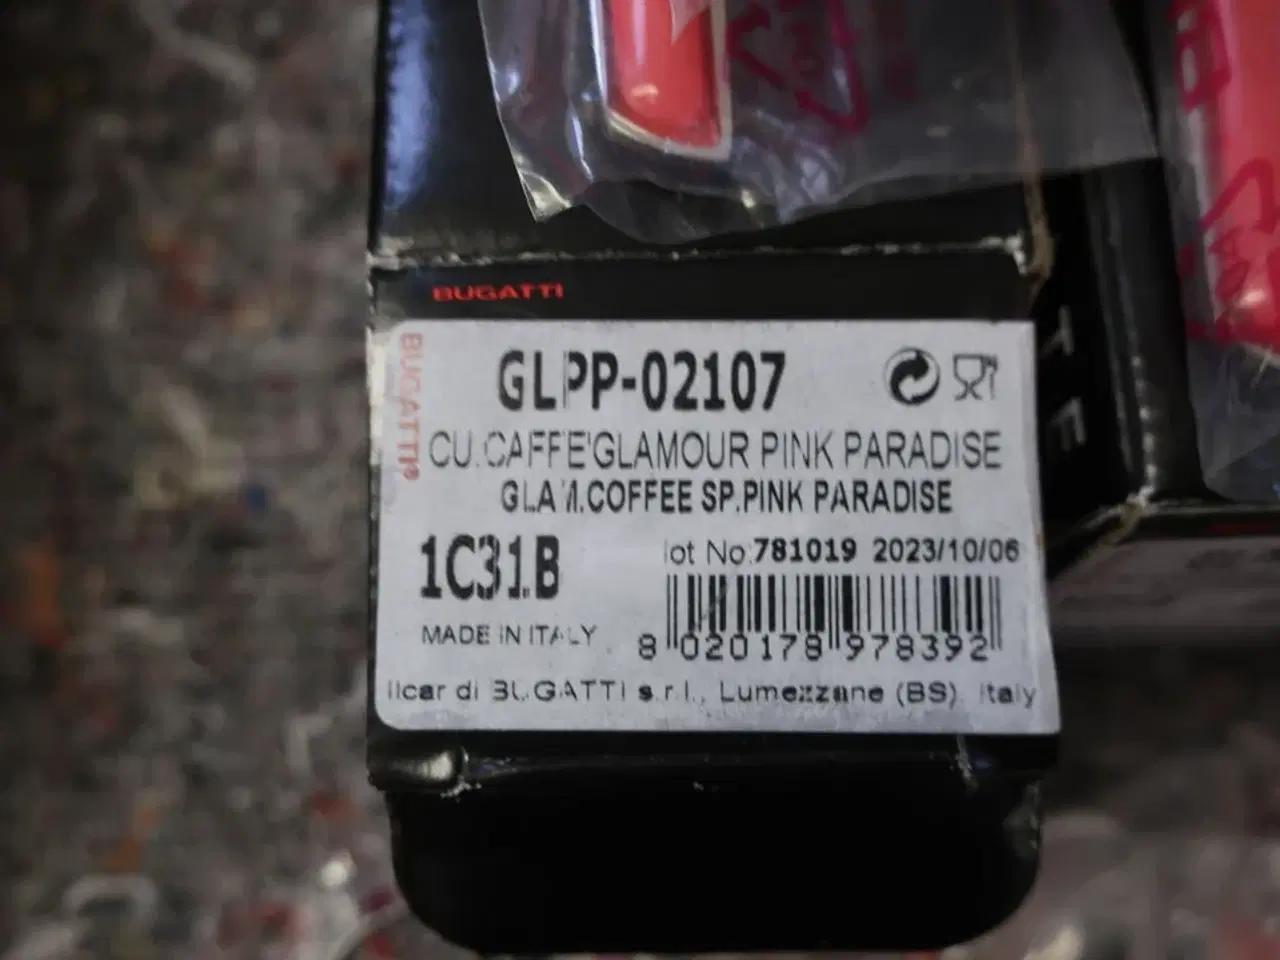 BUGATTI
BUGATTI®
GLPP-02107
CU.CAFFE'GLAMOUR PINK PARADISE
GLAM.COFFEE SP.PINK PARADISE
1C31B
lot No.781019 2023/10/06
MADE IN ITALY
8 020178 978392
Ilcar di BUGATTI s.r.l., Lumezzane (BS) Italy